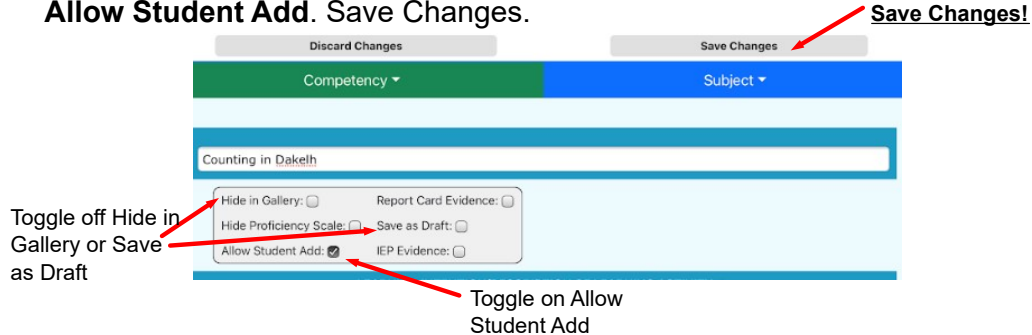 Allow Student Add. Save Changes.
Save Changes!
Discard Changes
Save Changes
Competency
Subject
Counting in Dakelh
Hide in Gallery:
Report Card Evidence:
Hide Proficiency Scale:
Save as Draft:
Allow Student Add:
IEP Evidence:
Toggle off Hide in
Gallery or Save
as Draft
Toggle on Allow
Student Add